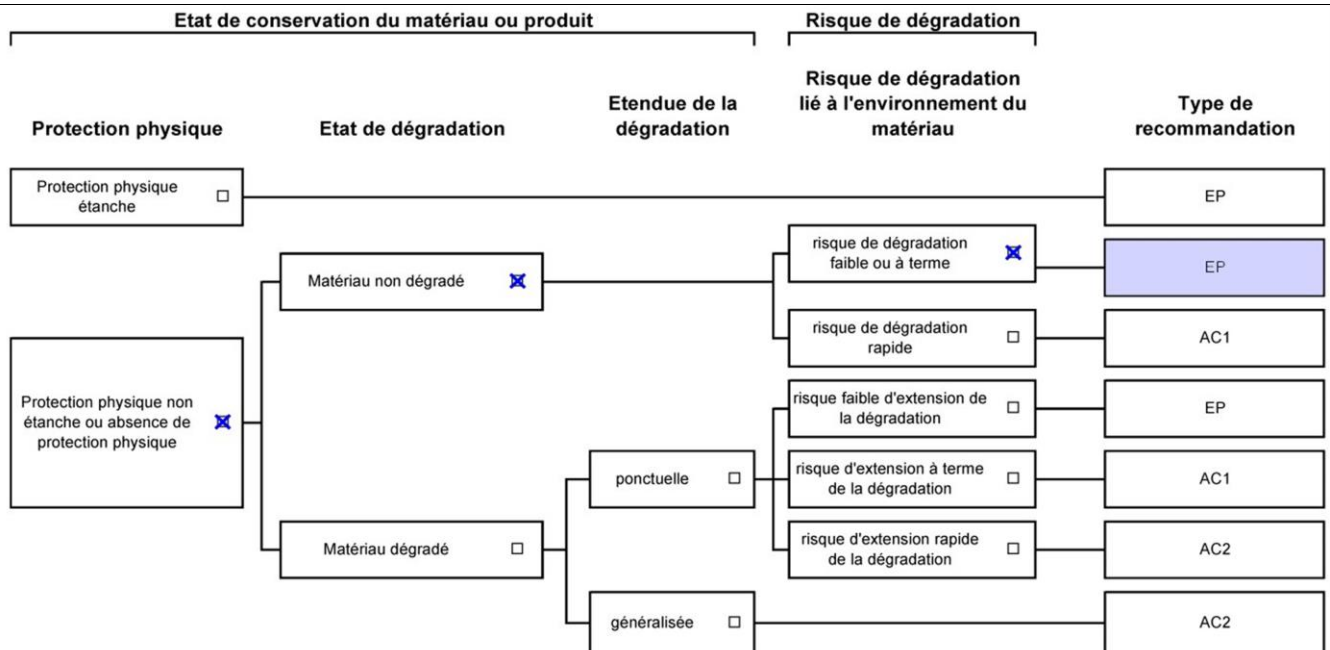 Etat de conservation du matériau ou produit
Risque de dégradation
Protection physique
Etat de dégradation
Etendue de la
dégradation
Risque de dégradation
lié à l'environnement du
matériau
Type de
recommandation
Protection physique
étanche
EP
risque de dégradation
faible ou à terme
EP
Matériau non dégradé
risque de dégradation
rapide
AC1
Protection physique non
étanche ou absence de
protection physique
risque faible d'extension de
la dégradation
EP
ponctuelle
risque d'extension à terme
de la dégradation
AC1
Matériau dégradé
risque d'extension rapide
de la dégradation
AC2
généralisée
AC2